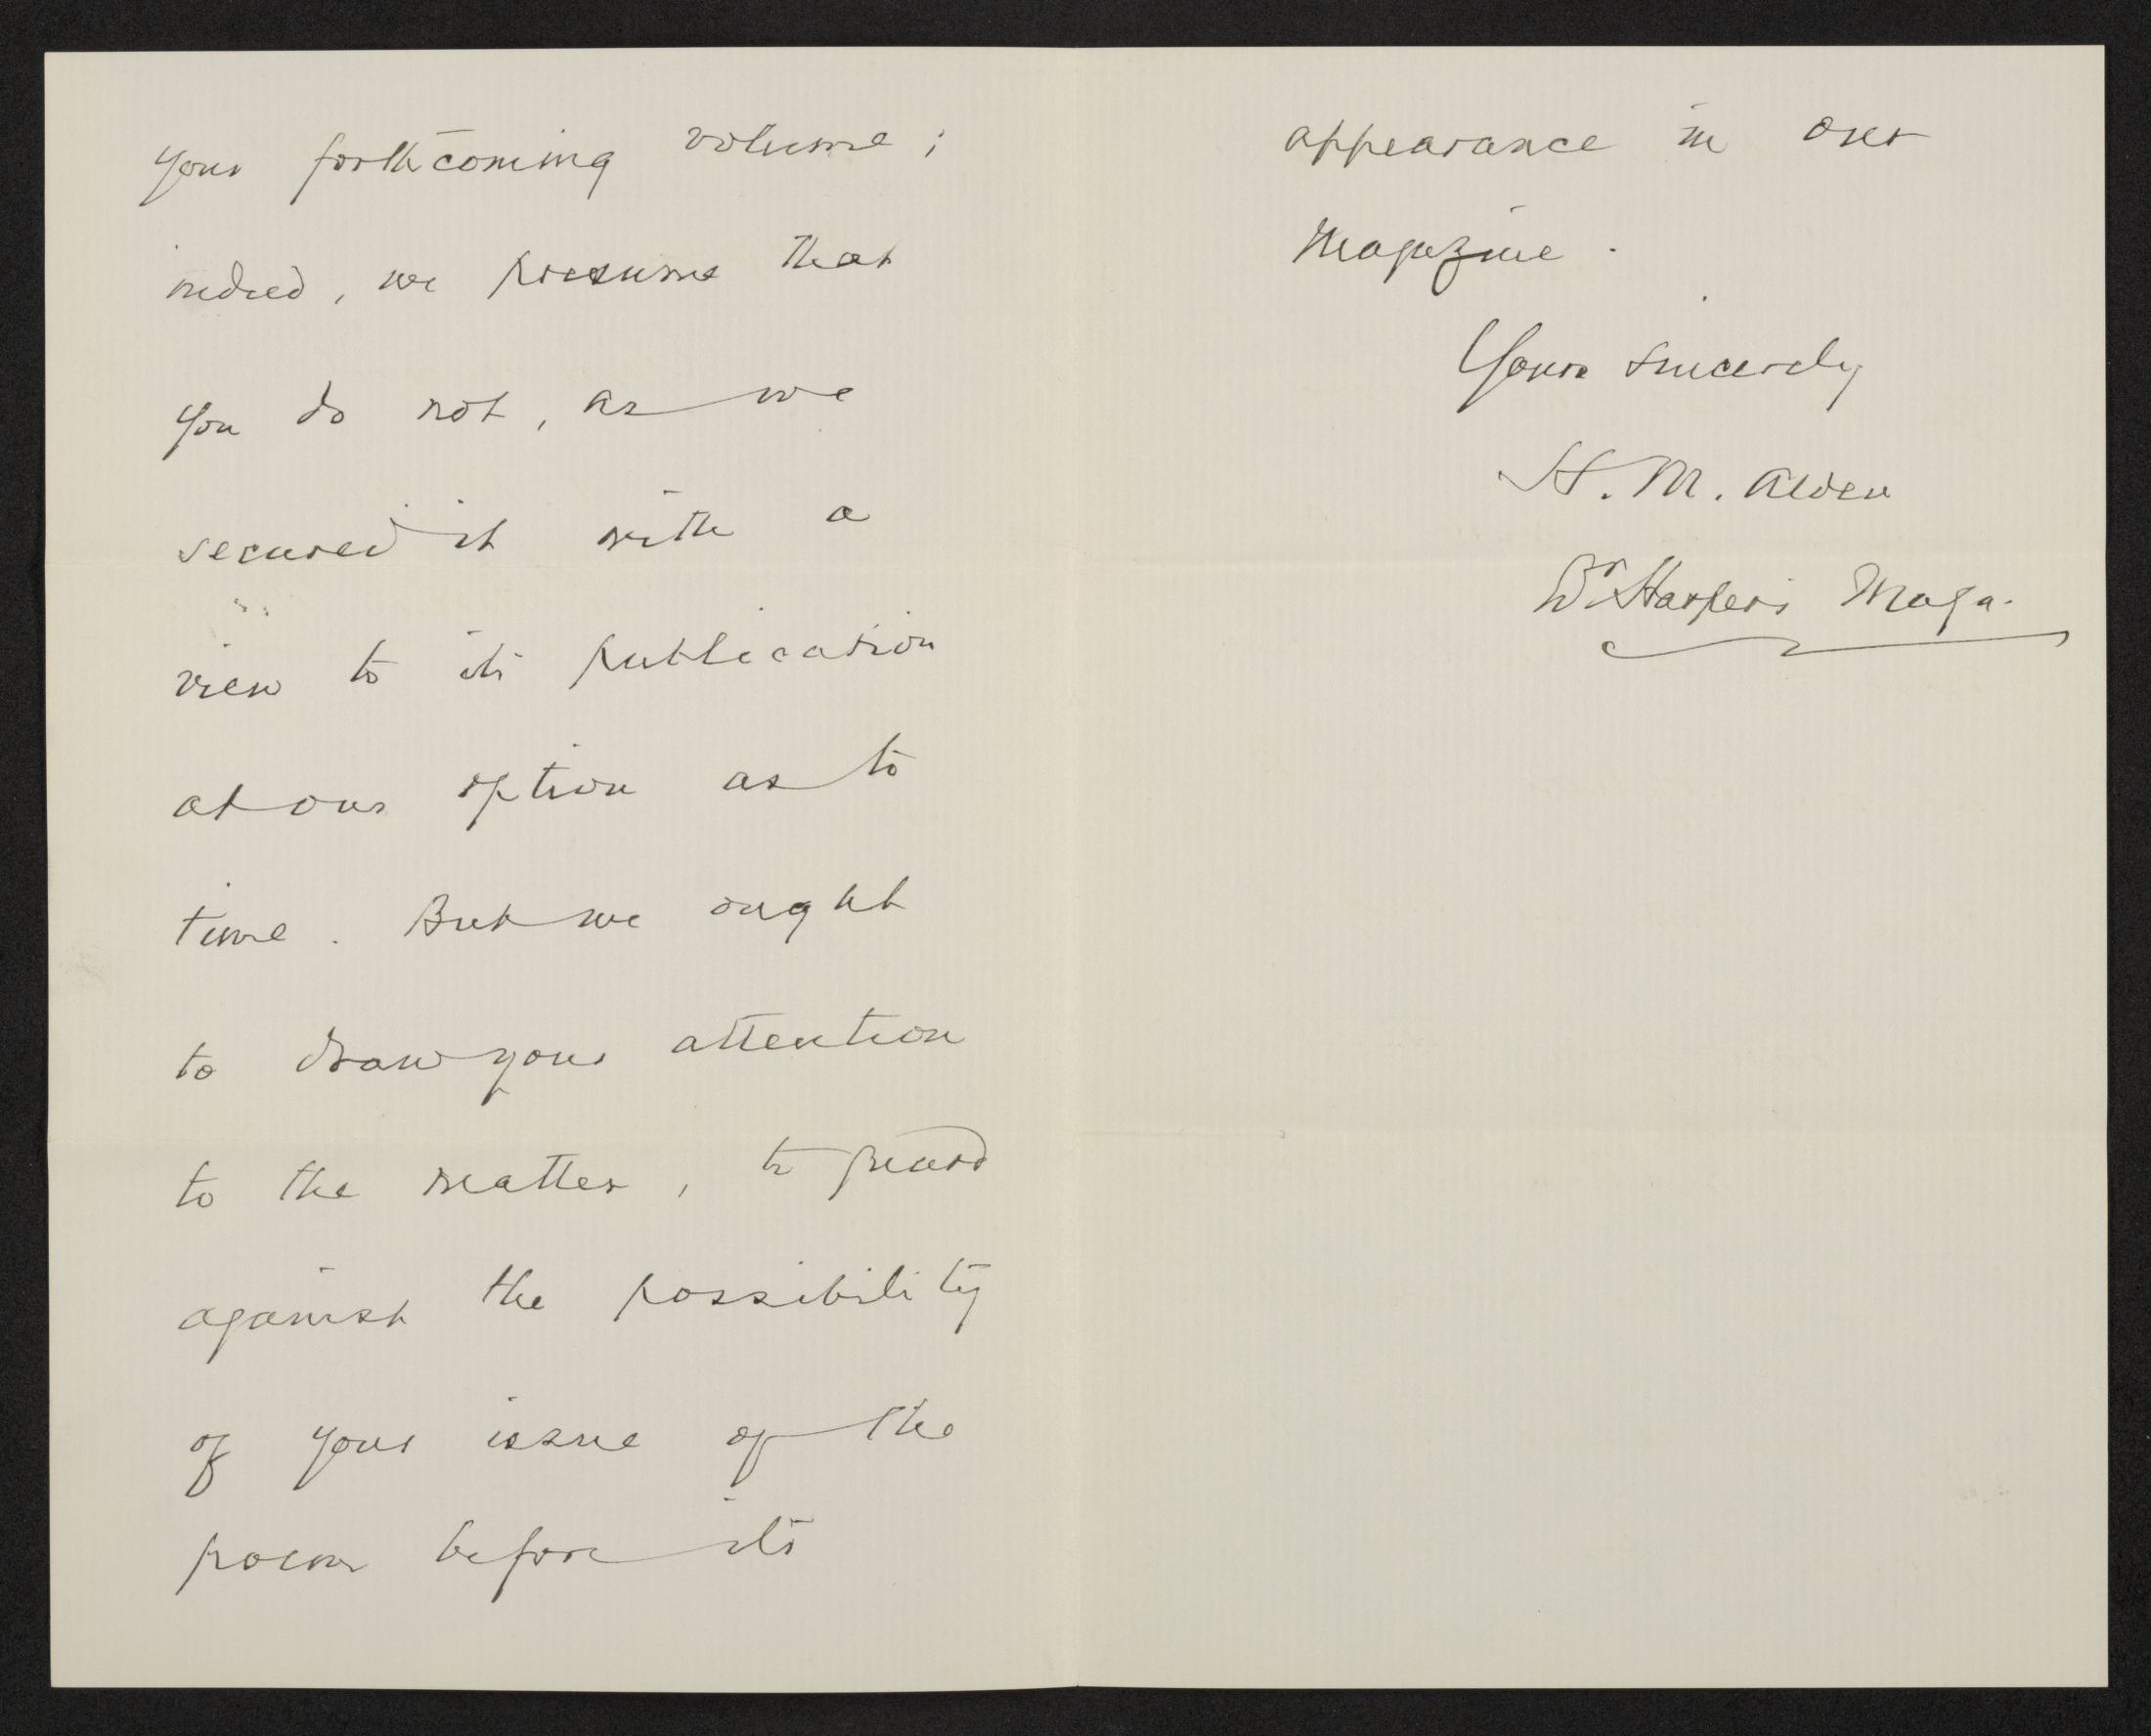 your forthcoming volume;
indeed, we presume that
you do not, as we
secured it with a
view to its publication
at our option as to
time. But we ought
to draw your attention
to the matter, to guard
against the possibility
of your issue of the
poem before its
appearance in our
Magazine.
Yours sincerely
H. M. Alden
Harper's Maga.